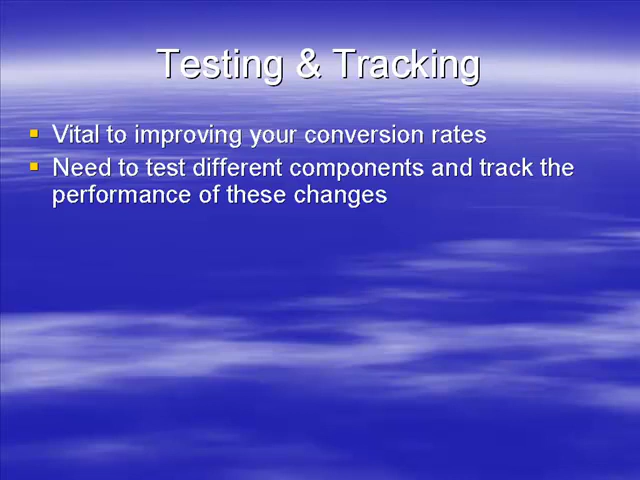 Testing & Tracking
Vital to improving your conversion rates
Need to test different components and track the
performance of these changes